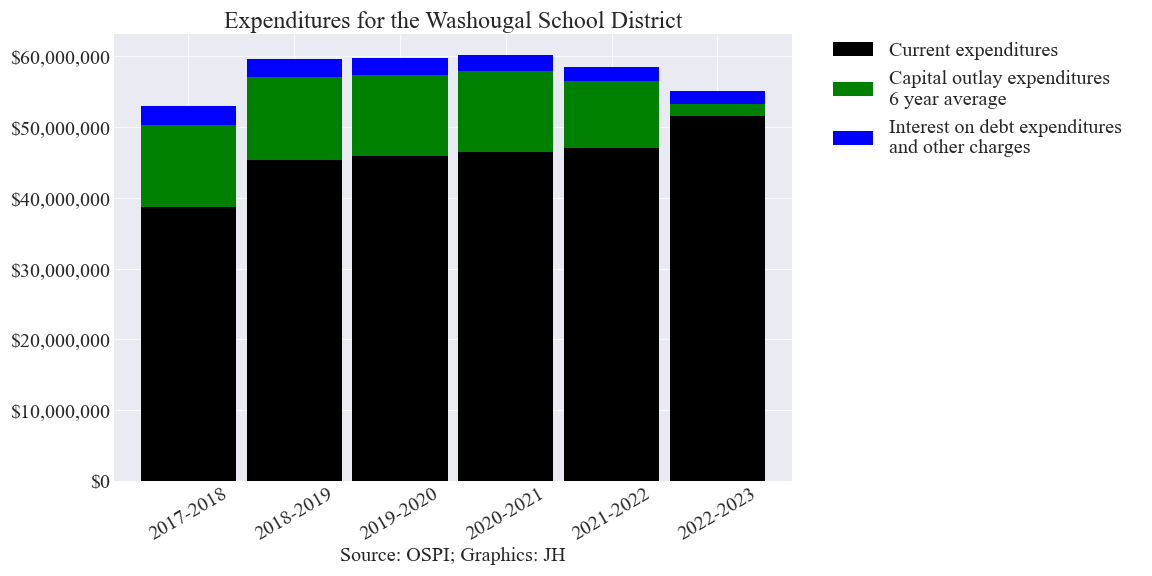 Expenditures for the Washougal School District
$60,000,000
$50,000,000
$40,000,000
$30,000,000
$20,000,000
$10,000,000
$0
2017-2018
2018-2019
2019-2020
2020-2021
2021-2022
2022-2023
Source: OSPI; Graphics: JH
Current expenditures
Capital outlay expenditures
6 year average
Interest on debt expenditures
and other charges